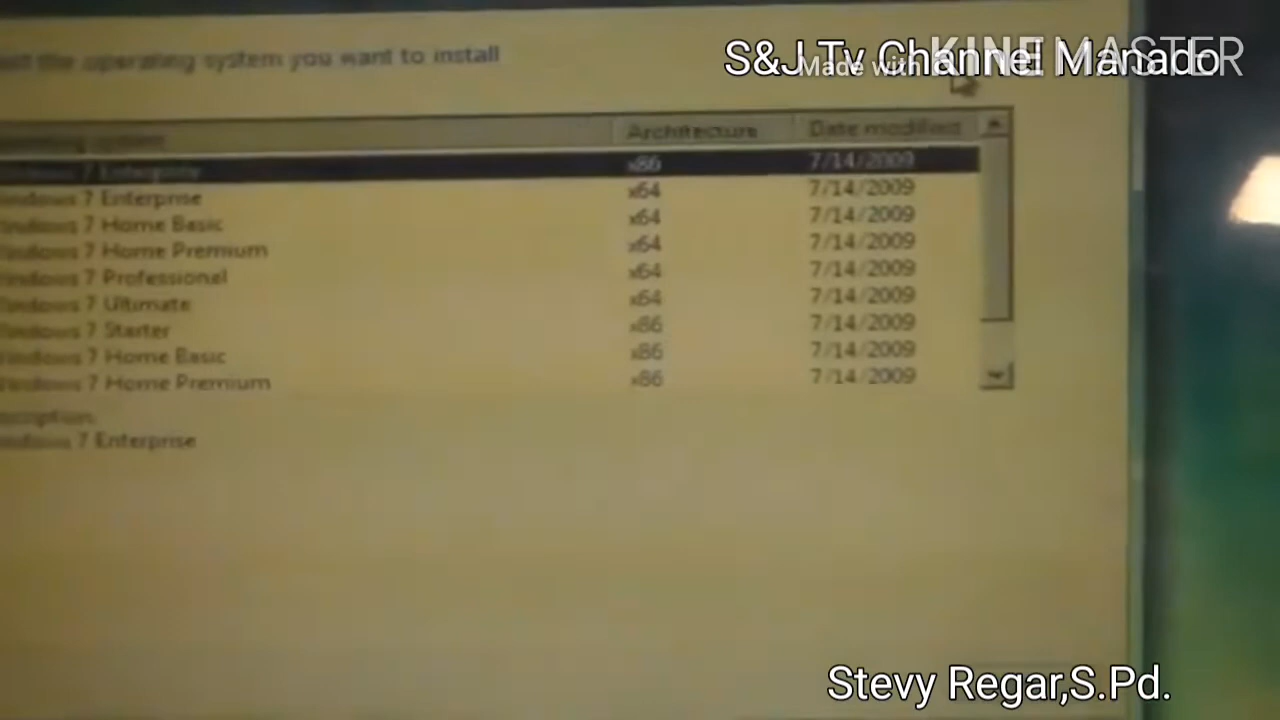 S&J Tv Channel Manado
Made with KINEMASTER
the operating system you want to install
Architecture Date modified
Windows 7 Enterprise x86 7/14/2009
Windows 7 Enterprise x64 7/14/2009
Windows 7 Home Basic x64 7/14/2009
Windows 7 Home Premium x64 7/14/2009
Windows 7 Professional x64 7/14/2009
Windows 7 Ultimate x64 7/14/2009
Windows 7 Starter x86 7/14/2009
Windows 7 Home Basic x86 7/14/2009
Windows 7 Home Premium x86 7/14/2009
Windows 7 Enterprise
Stevy Regar,S.Pd.